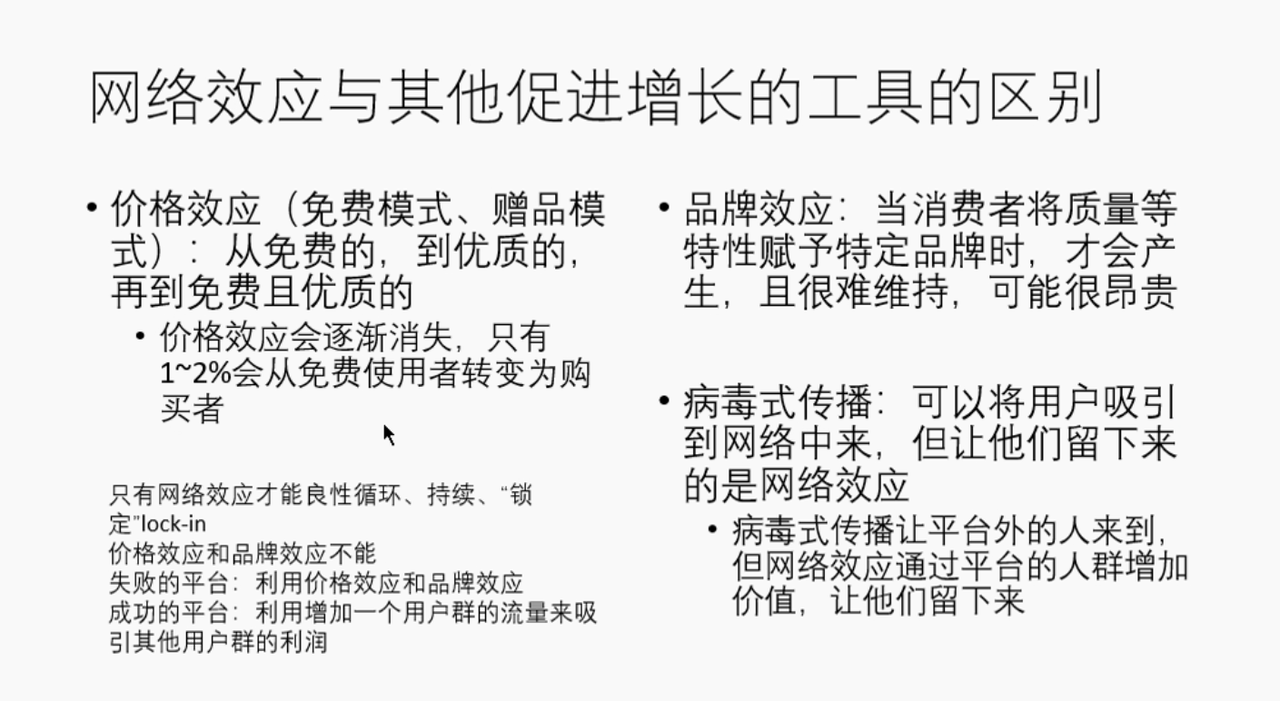 网络效应与其他促进增长的工具的区别
• 价格效应（免费模式、赠品模
式）：从免费的，到优质的，
再到免费且优质的
• 价格效应会逐渐消失，只有
1~2%会从免费使用者转变为购
买者
只有网络效应才能良性循环、持续、“锁
定”lock-in
价格效应和品牌效应不能
失败的平台：利用价格效应和品牌效应
成功的平台：利用增加一个用户群的流量来吸
引其他用户群的利润
• 品牌效应：当消费者将质量等
特性赋予特定品牌时，才会产
生，且很难维持，可能很昂贵
• 病毒式传播：可以将用户吸引
到网络中来，但让他们留下来
的是网络效应
• 病毒式传播让平台外的人来到，
但网络效应通过平台的人群增加
价值，让他们留下来